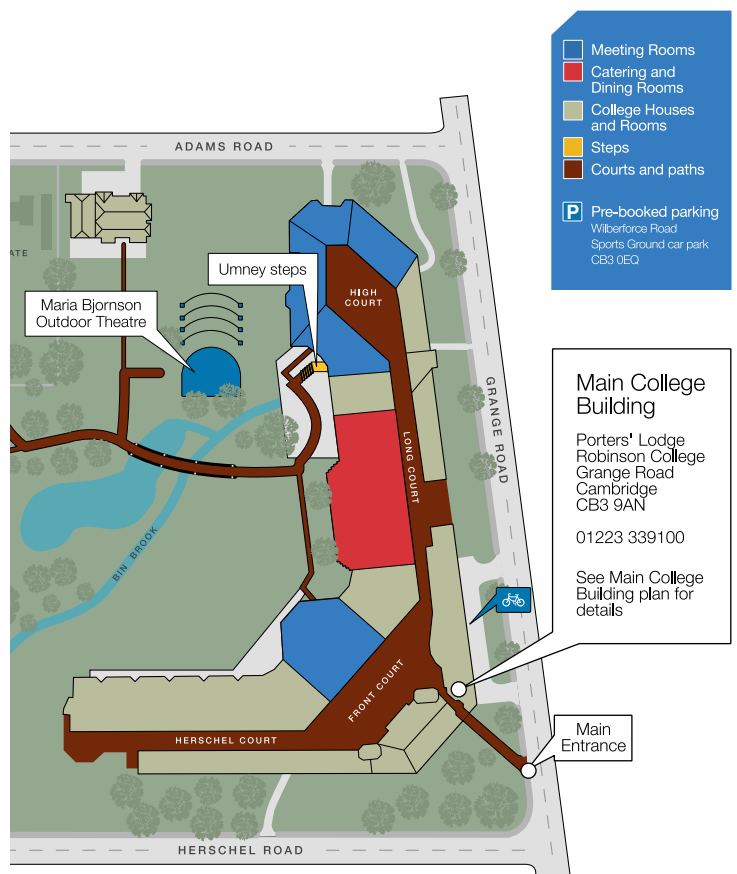 Meeting Rooms
Catering and
Dining Rooms
College Houses
and Rooms
Steps
Courts and paths
P Pre-booked parking
Wilberforce Road
Sports Ground car park
CB3 0EQ
ADAMS ROAD
ATE
Umney steps
Maria Bjornson
Outdoor Theatre
HIGH
COURT
GRANGE ROAD
LONG COURT
BIN BROOK
Main College
Building
Porters' Lodge
Robinson College
Grange Road
Cambridge
CB3 9AN
01223 339100
See Main College
Building plan for
details
FRONT COURT
HERSCHEL COURT
Main
Entrance
HERSCHEL ROAD